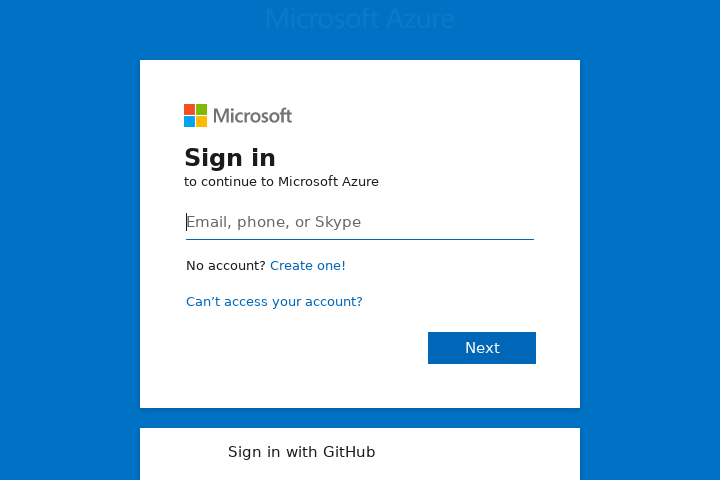 Microsoft Azure
Microsoft
Sign in
to continue to Microsoft Azure
Email, phone, or Skype
No account? Create one!
Can’t access your account?
Next
Sign in with GitHub